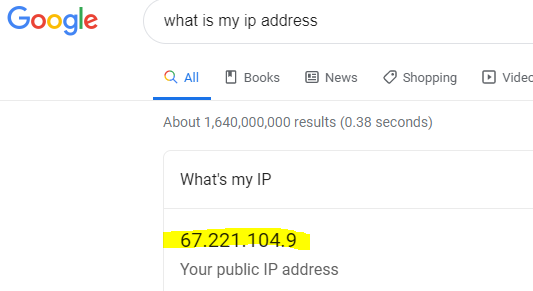 Google
what is my ip address
All Books News Shopping Videc
About 1,640,000,000 results (0.38 seconds)
What's my IP
67.221.104.9
Your public IP address